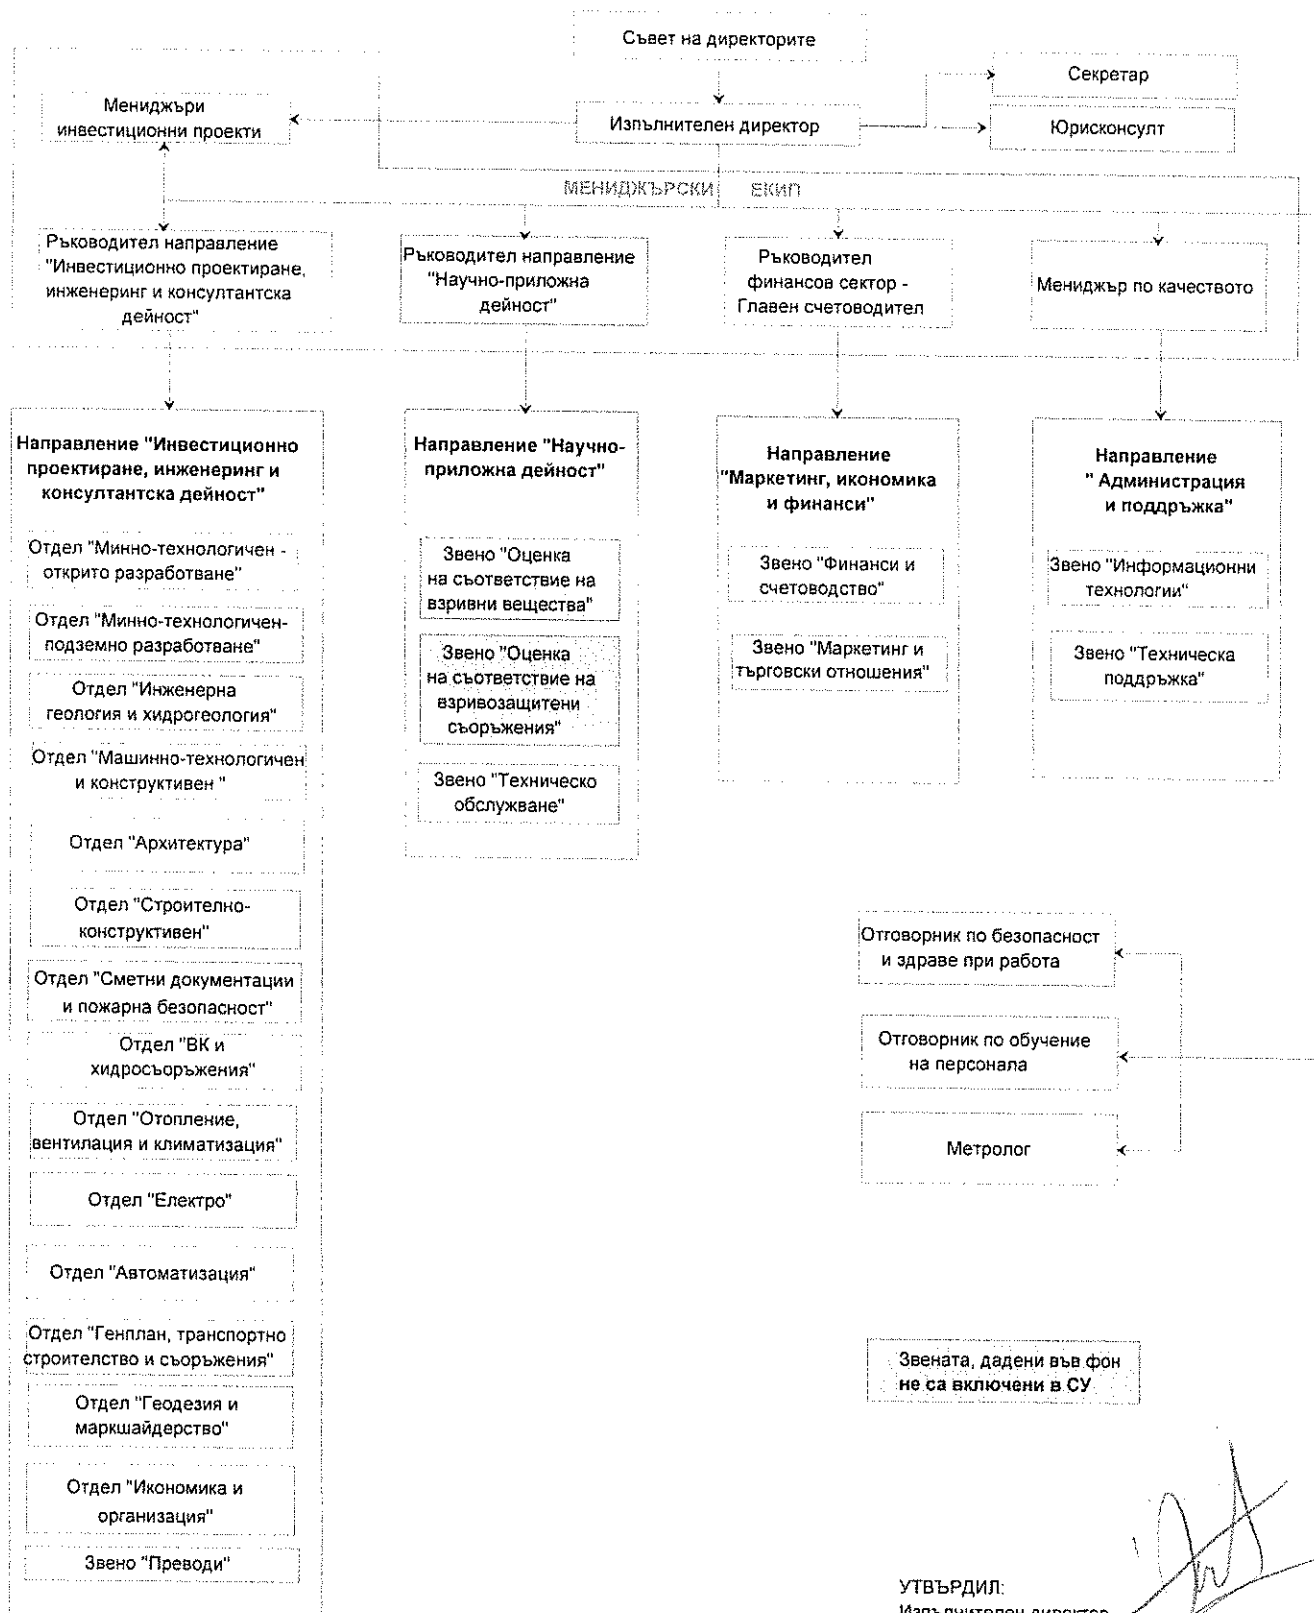 Съвет на директорите
Секретар
Мениджъри
инвестиционни проекти
Изпълнителен директор
Юрисконсулт
МЕНИДЖЪРСКИ ЕКИП
Ръководител направление
"Инвестиционно проектиране,
инженеринг и консултантска
дейност"
Ръководител направление
"Научно-приложна
дейност"
Ръководител
финансов сектор -
Главен счетоводител
Мениджър по качеството
Направление "Инвестиционно
проектиране, инженеринг и
консултантска дейност"
Отдел "Минно-технологичен -
открито разработване"
Отдел "Минно-технологичен-
подземно разработване"
Отдел "Инженерна
геология и хидрогеология"
Отдел "Машинно-технологичен
и конструктивен "
Отдел "Архитектура"
Отдел "Строително-
конструктивен"
Отдел "Сметни документации
и пожарна безопасност"
Отдел "ВК и
хидросъоръжения"
Отдел "Отопление,
вентилация и климатизация"
Отдел "Електро"
Отдел "Автоматизация"
Отдел "Генплан, транспортно
строителство и съоръжения"
Отдел "Геодезия и
маркшайдерство"
Отдел "Икономика и
организация"
Звено "Преводи"
Направление "Научно-
приложна дейност"
Звено "Оценка
на съответствие на
взривни вещества"
Звено "Оценка
на съответствие на
взривозащитени
съоръжения"
Звено "Техническо
обслужване"
Направление
"Маркетинг, икономика
и финанси"
Звено "Финанси и
счетоводство"
Звено "Маркетинг и
търговски отношения"
Направление
" Администрация
и поддръжка"
Звено "Информационни
технологии"
Звено "Техническа
поддръжка"
Отговорник по безопасност
и здраве при работа
Отговорник по обучение
на персонала
Метролог
Звената, дадени във фон
не са включени в СУ
УТВЪРДИЛ:
Изпълнителен директор